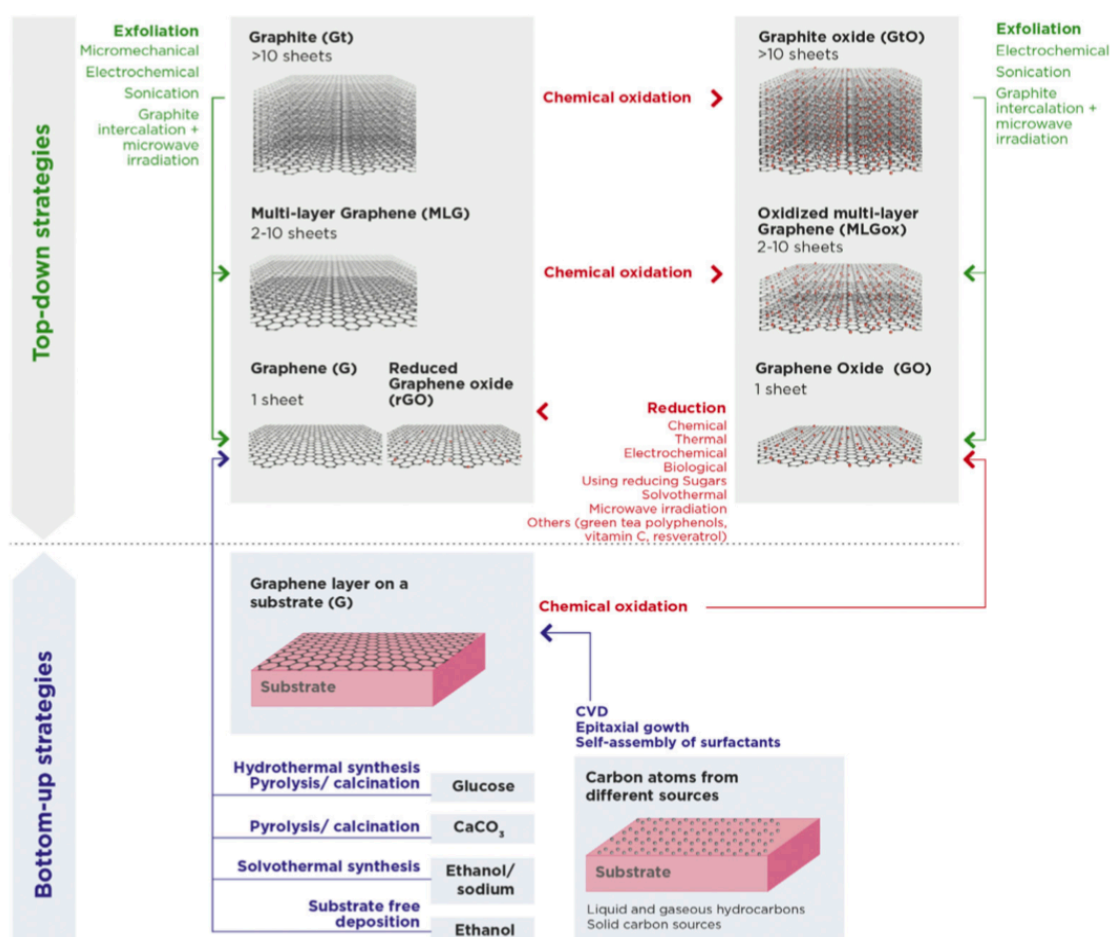 Top-down strategies
Exfoliation
Micromechanical
Electrochemical
Sonication
Graphite
intercalation +
microwave
irradiation
Graphite (Gt)
>10 sheets
Chemical oxidation
Graphite oxide (GtO)
>10 sheets
Exfoliation
Electrochemical
Sonication
Graphite
intercalation +
microwave
irradiation
Multi-layer Graphene (MLG)
2-10 sheets
Chemical oxidation
Oxidized multi-layer
Graphene (MLGox)
2-10 sheets
Graphene (G)
1 sheet
Reduced
Graphene oxide
(rGO)
Reduction
Chemical
Thermal
Electrochemical
Biological
Using reducing Sugars
Solvothermal
Microwave irradiation
Others (green tea polyphenols,
vitamin C, resveratrol)
Graphene Oxide (GO)
1 sheet
Bottom-up strategies
Graphene layer on a
substrate (G)
Substrate
Chemical oxidation
CVD
Epitaxial gowth
Self-assembly of surfactants
Hydrothermal synthesis
Pyrolysis/ calcination
Glucose
Pyrolysis/ calcination
CaCO₃
Solvothermal synthesis
Ethanol/
sodium
Substrate free
deposition
Ethanol
Carbon atoms from
different sources
Substrate
Liquid and gaseous hydrocarbons
Solid carbon sources